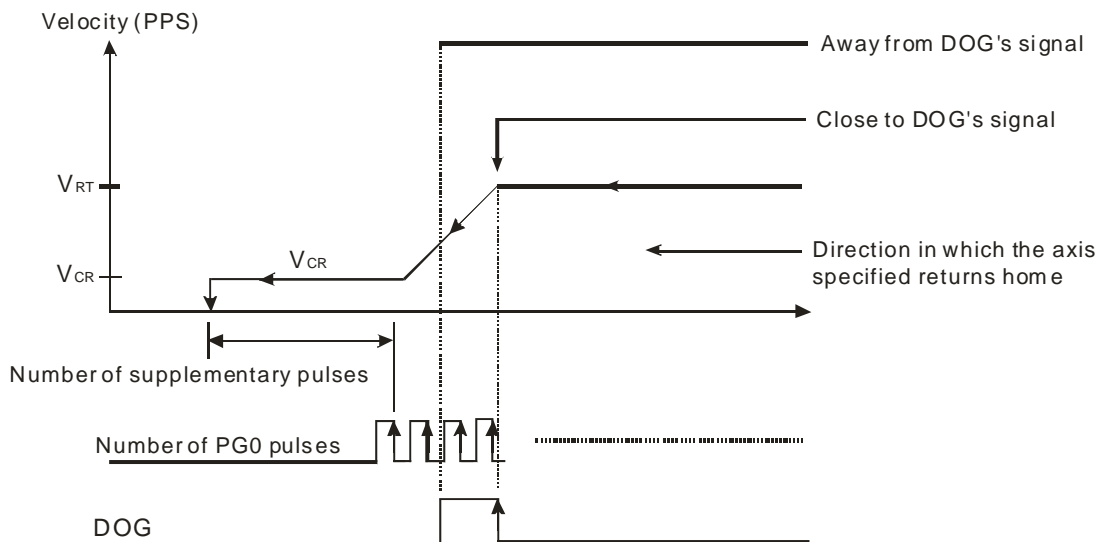 Velocity (PPS)
Away from DOG's signal
Close to DOG's signal
VRT
Direction in which the axis
specified returns home
VCR
VCR
Number of supplementary pulses
Number of PG0 pulses
DOG